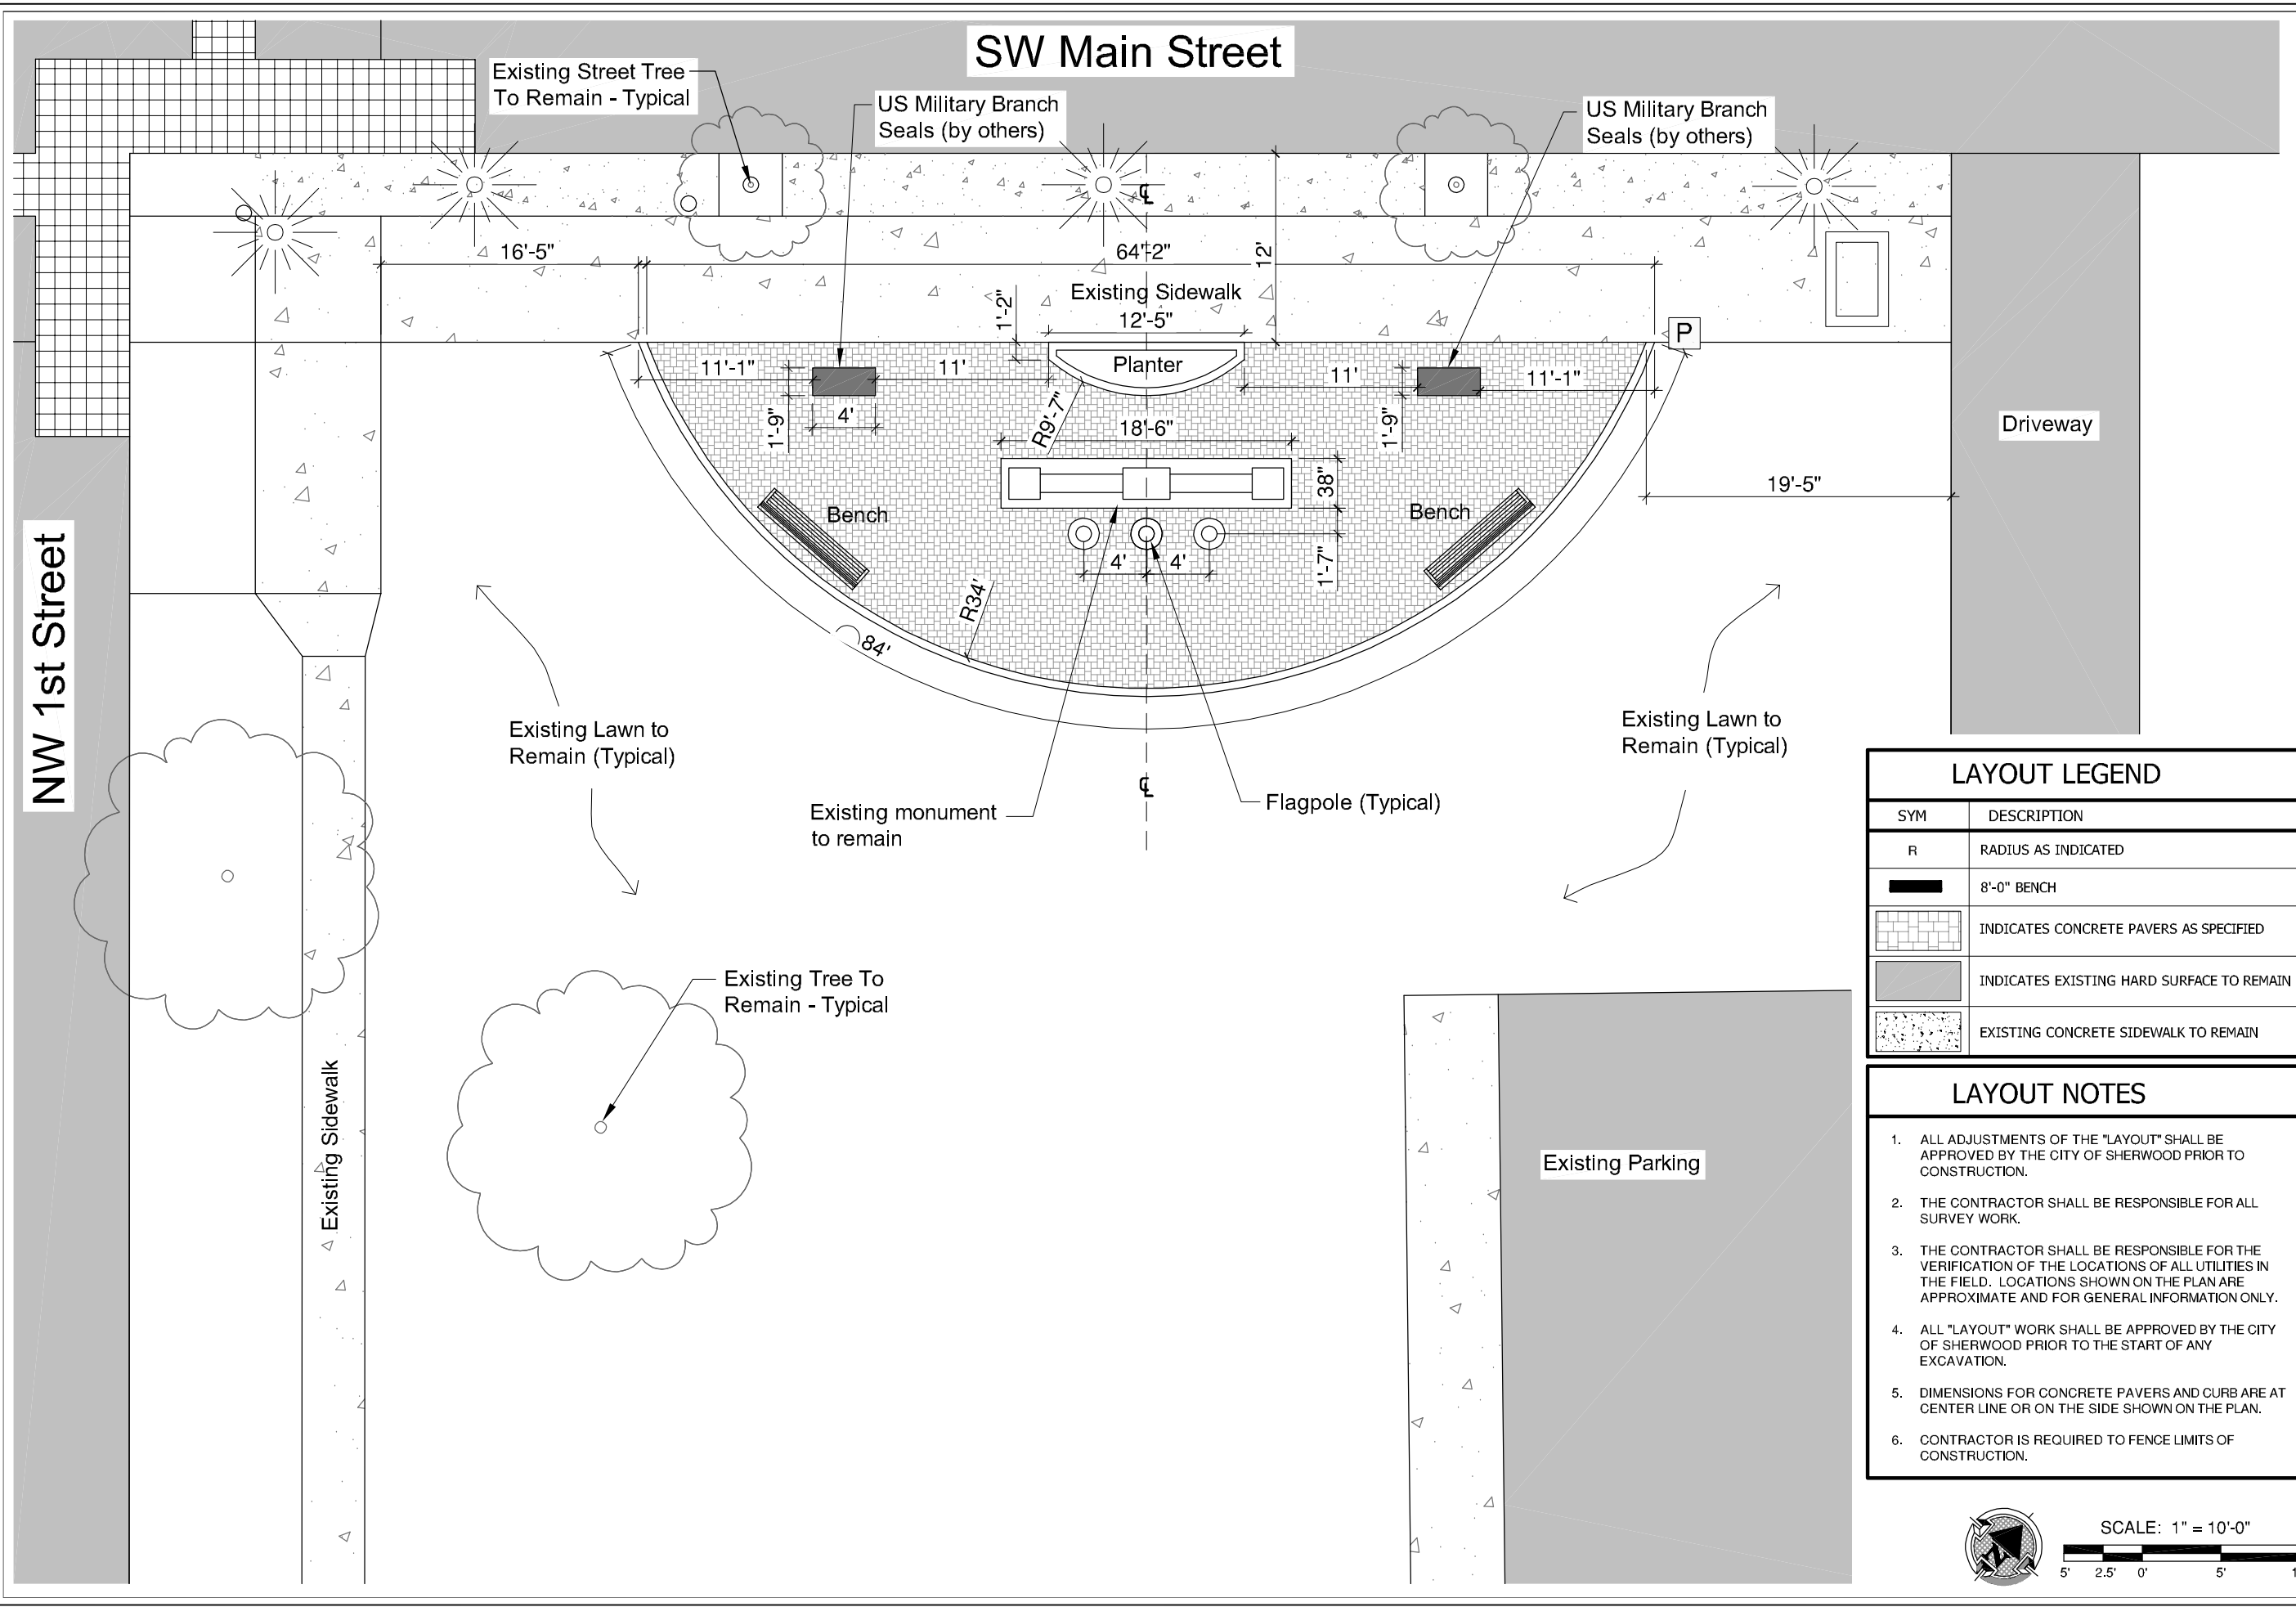 SW Main Street
Existing Street Tree
To Remain - Typical
US Military Branch
Seals (by others)
US Military Branch
Seals (by others)
℄
16'-5"
64'-2"
12'
Existing Sidewalk
1'-2"
12'-5"
P
Planter
11'-1"
11'
11'
11'-1"
1'-9"
4'
R9'-7"
18'-6"
1'-9"
Driveway
38"
19'-5"
Bench
Bench
4'
4'
1'-7"
R34'
84'
NW 1st Street
Existing Lawn to
Remain (Typical)
Existing Lawn to
Remain (Typical)
℄
Existing monument
to remain
Flagpole (Typical)
Existing Tree To
Remain - Typical
Existing Sidewalk
Existing Parking
LAYOUT LEGEND
SYM DESCRIPTION
R RADIUS AS INDICATED
8'-0" BENCH
INDICATES CONCRETE PAVERS AS SPECIFIED
INDICATES EXISTING HARD SURFACE TO REMAIN
EXISTING CONCRETE SIDEWALK TO REMAIN
LAYOUT NOTES
1. ALL ADJUSTMENTS OF THE "LAYOUT" SHALL BE
APPROVED BY THE CITY OF SHERWOOD PRIOR TO
CONSTRUCTION.
2. THE CONTRACTOR SHALL BE RESPONSIBLE FOR ALL
SURVEY WORK.
3. THE CONTRACTOR SHALL BE RESPONSIBLE FOR THE
VERIFICATION OF THE LOCATIONS OF ALL UTILITIES IN
THE FIELD. LOCATIONS SHOWN ON THE PLAN ARE
APPROXIMATE AND FOR GENERAL INFORMATION ONLY.
4. ALL "LAYOUT" WORK SHALL BE APPROVED BY THE CITY
OF SHERWOOD PRIOR TO THE START OF ANY
EXCAVATION.
5. DIMENSIONS FOR CONCRETE PAVERS AND CURB ARE AT
CENTER LINE OR ON THE SIDE SHOWN ON THE PLAN.
6. CONTRACTOR IS REQUIRED TO FENCE LIMITS OF
CONSTRUCTION.
N
SCALE: 1" = 10'-0"
5' 2.5' 0' 5'